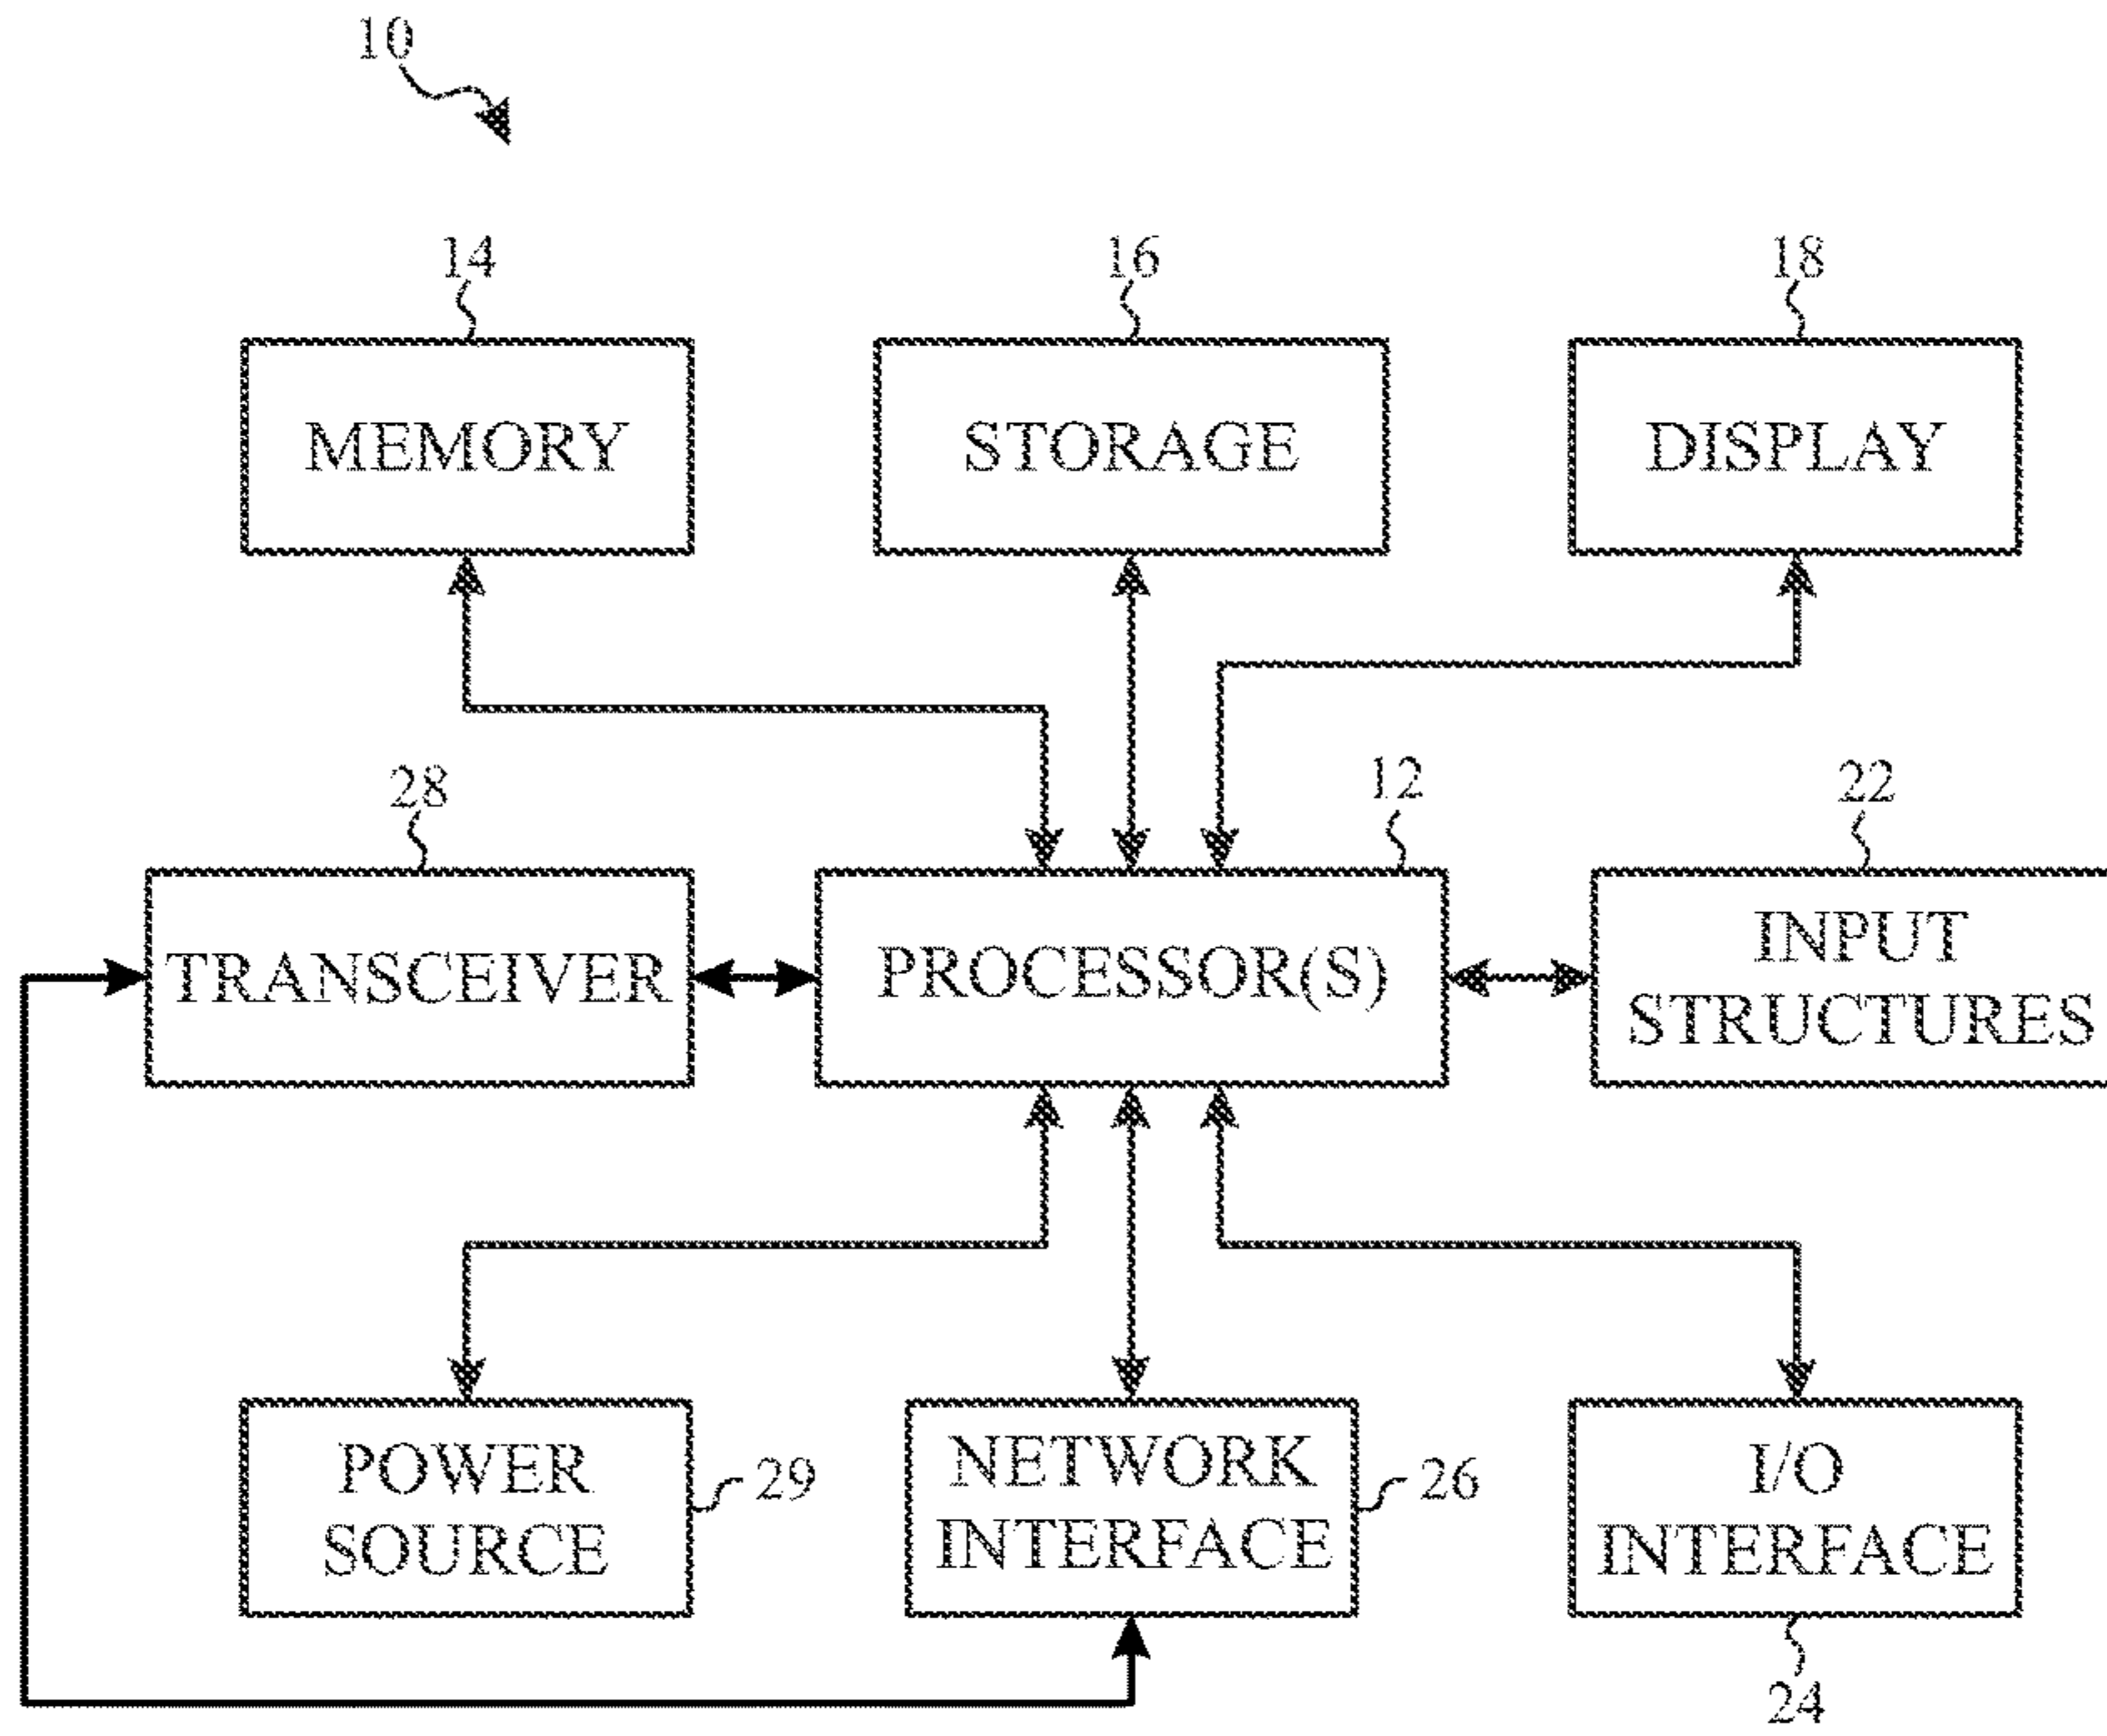 10
14
16
18
MEMORY
STORAGE
DISPLAY
28
12
22
TRANSCEIVER
PROCESSOR(S)
INPUT
STRUCTURES
POWER
SOURCE
29
NETWORK
INTERFACE
26
I/O
INTERFACE
24